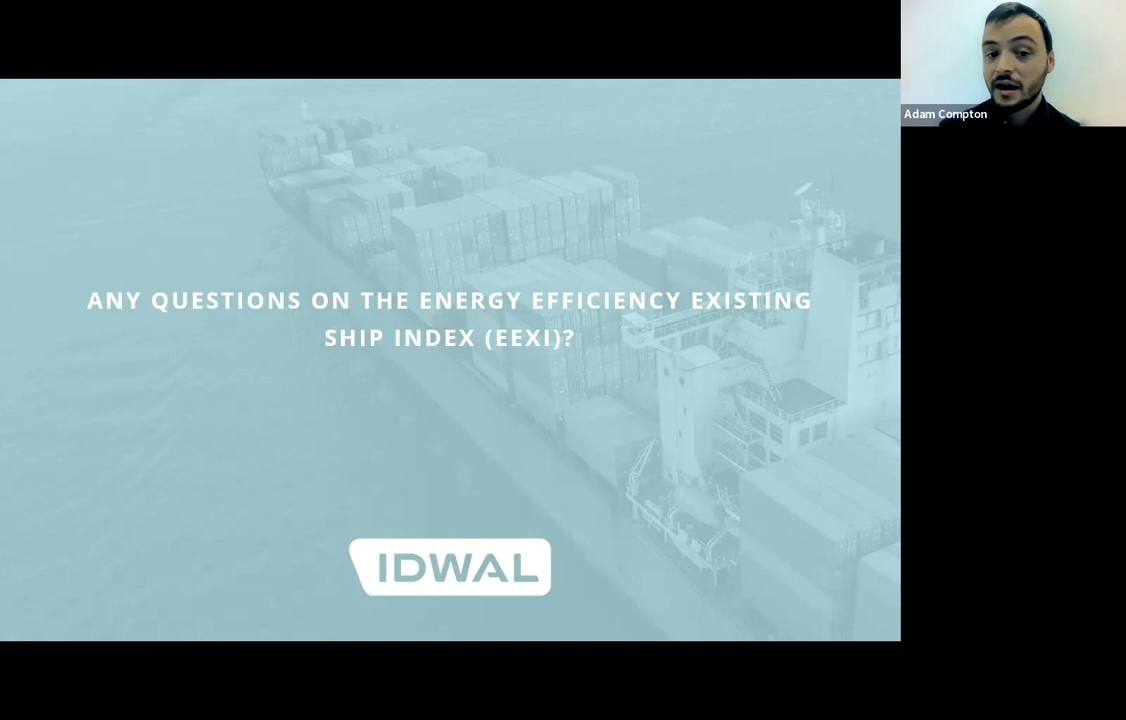 Adam Compton
ANY QUESTIONS ON THE ENERGY EFFICIENCY EXISTING
SHIP INDEX (EEXI)?
IDWAL